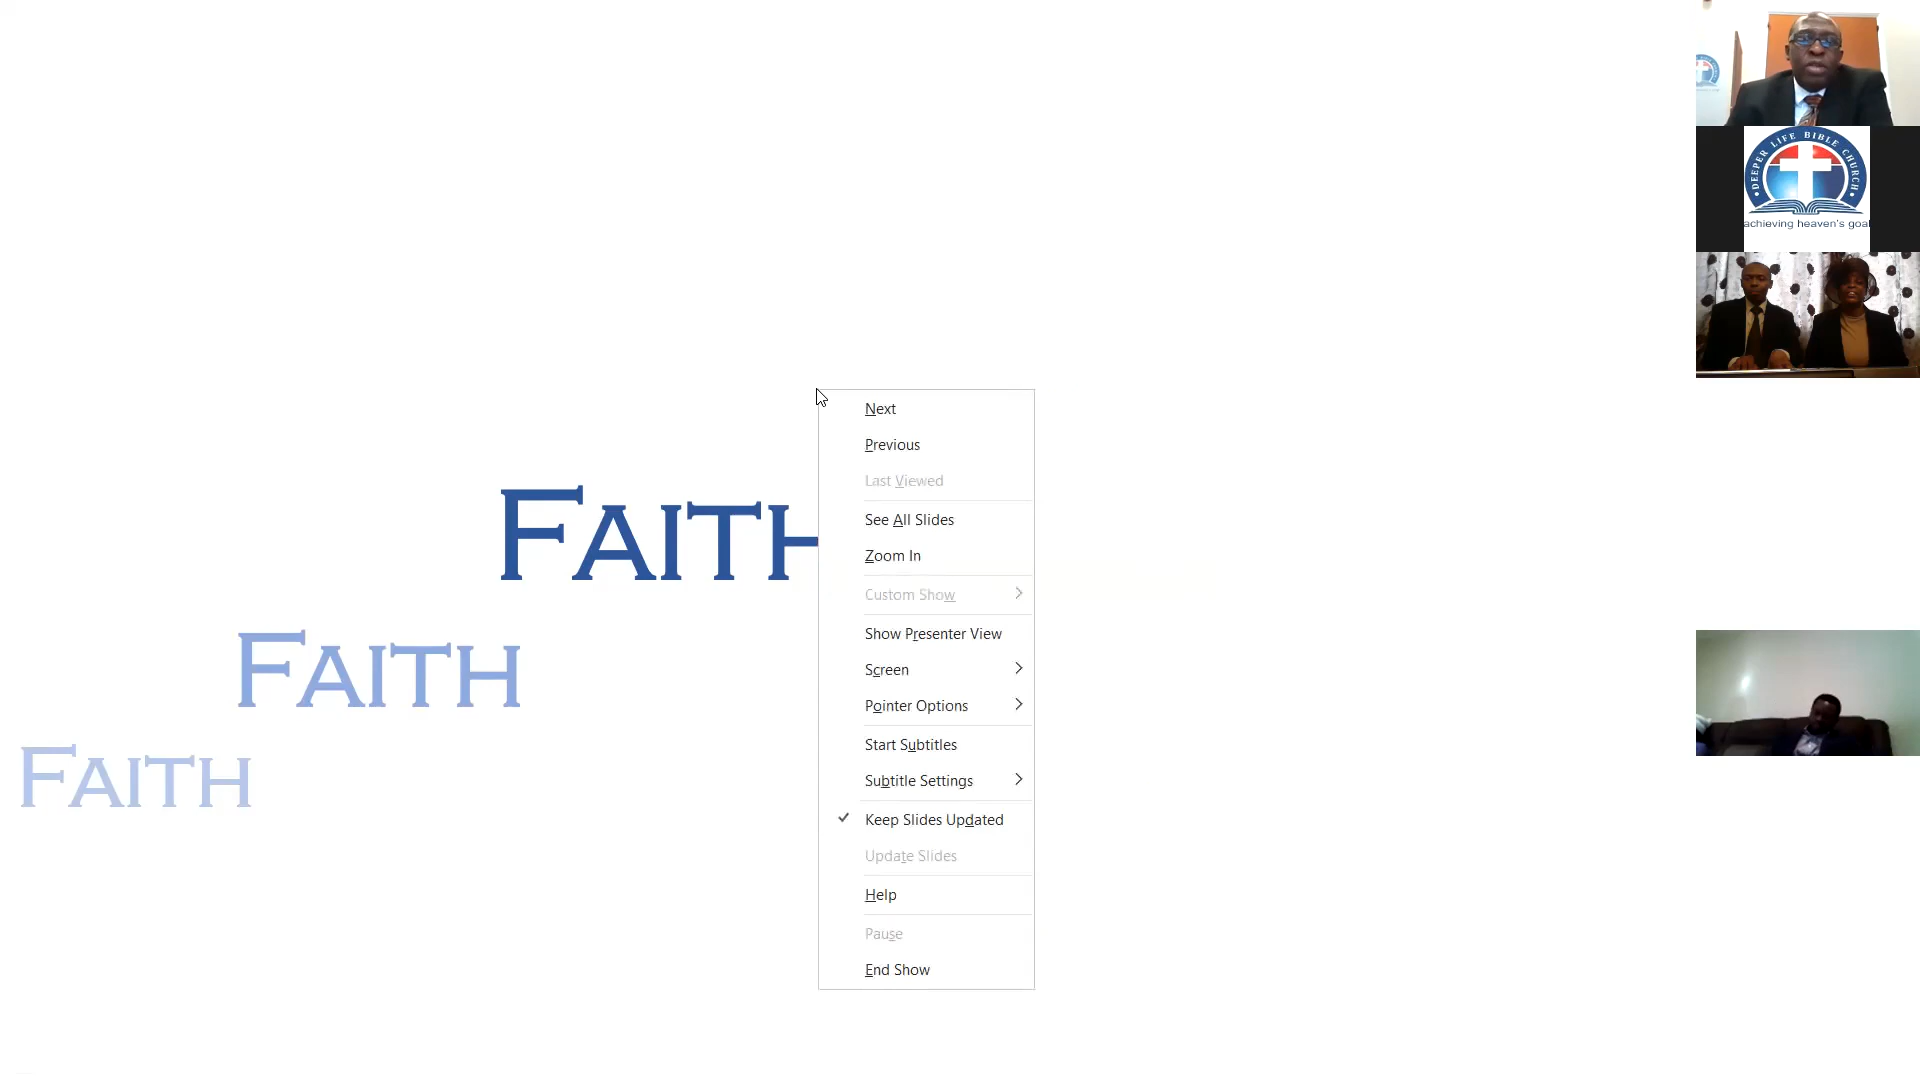 FAITH
FAITH
FAITH
Next
Previous
Last Viewed
See All Slides
Zoom In
Custom Show
Show Presenter View
Screen
Pointer Options
Start Subtitles
Subtitle Settings
Keep Slides Updated
Update Slides
Help
Pause
End Show
DEEPER LIFE BIBLE CHURCH
achieving heaven's goal